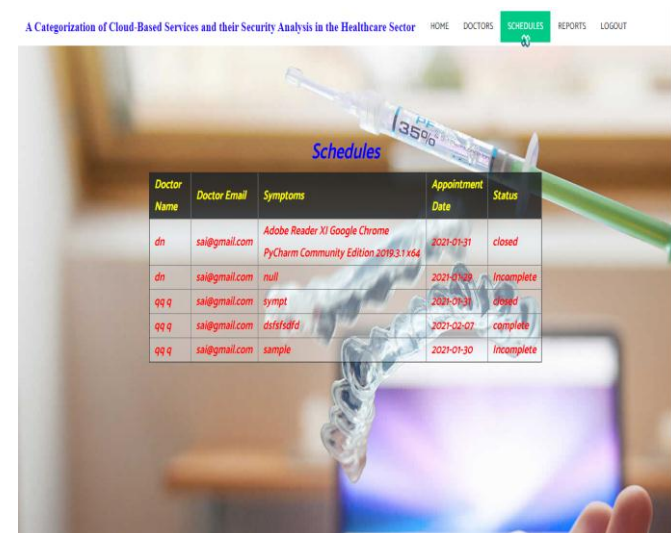 A Categorization of Cloud-Based Services and their Security Analysis in the Healthcare Sector HOME DOCTORS SCHEDULES REPORTS LOGOUT
35%
Schedules
Doctor Name Doctor Email Symptoms Appointment Date Status
dn sai@gmail.com Adobe Reader XI Google Chrome PyCharm Community Edition 2019.3.1 x64 2021-01-31 closed
dn sai@gmail.com null 2021-01-29 Incomplete
qq q sai@gmail.com sympt 2021-01-31 closed
qq q sai@gmail.com dsfsfsdfd 2021-02-07 complete
qq q sai@gmail.com sample 2021-01-30 Incomplete